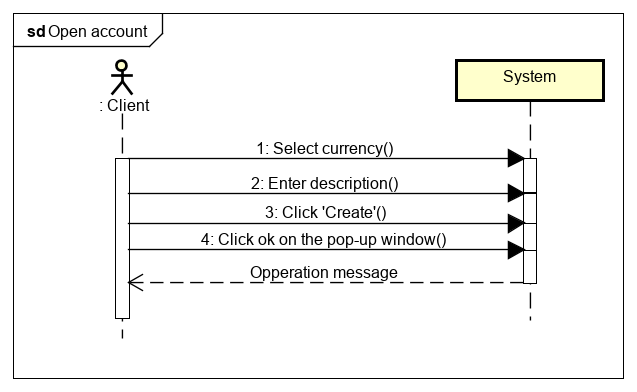 sd Open account
: Client
System
1: Select currency()
2: Enter description()
3: Click 'Create'()
4: Click ok on the pop-up window()
Opperation message